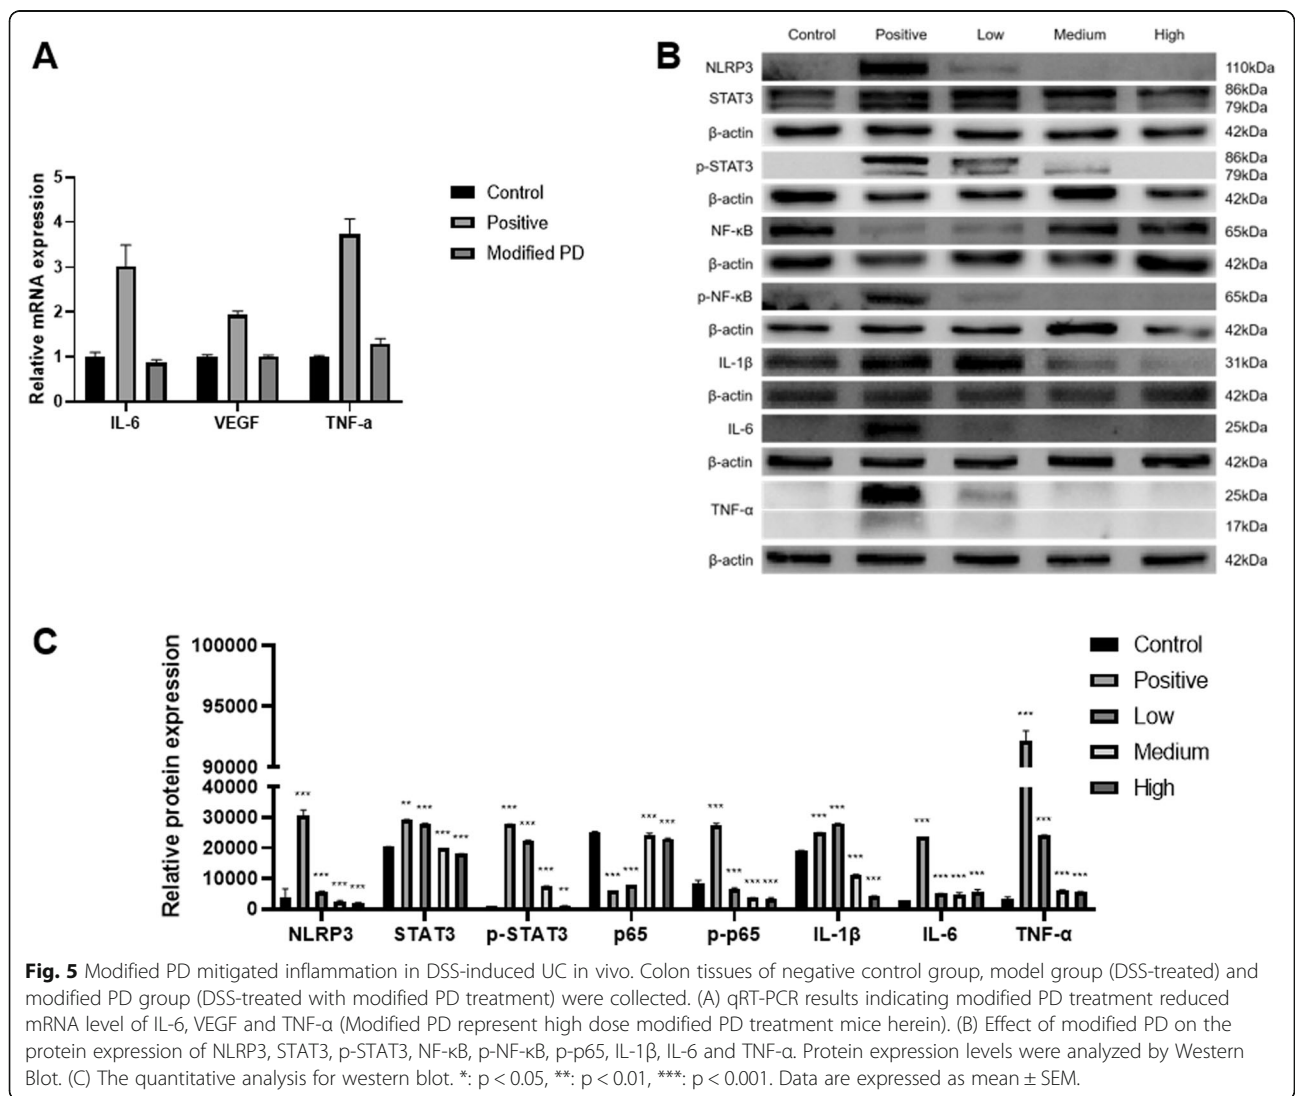 A
Relative mRNA expression
5
4
3
2
1
0
IL-6 VEGF TNF-a
Control
Positive
Modified PD
B
Control Positive Low Medium High
NLRP3 110kDa
STAT3 86kDa
79kDa
β-actin 42kDa
p-STAT3 86kDa
79kDa
β-actin 42kDa
NF-κB 65kDa
β-actin 42kDa
p-NF-κB 65kDa
β-actin 42kDa
IL-1β 31kDa
β-actin 42kDa
IL-6 25kDa
β-actin 42kDa
TNF-α 25kDa
17kDa
β-actin 42kDa
C
Relative protein expression
100000
95000
90000
40000
30000
20000
10000
0
*** *** *** ***
** *** *** ***
*** *** *** **
*** *** *** ***
*** *** *** ***
*** *** *** ***
*** *** *** ***
*** *** *** ***
NLRP3 STAT3 p-STAT3 p65 p-p65 IL-1β IL-6 TNF-α
Control
Positive
Low
Medium
High
Fig. 5 Modified PD mitigated inflammation in DSS-induced UC in vivo. Colon tissues of negative control group, model group (DSS-treated) and
modified PD group (DSS-treated with modified PD treatment) were collected. (A) qRT-PCR results indicating modified PD treatment reduced
mRNA level of IL-6, VEGF and TNF-α (Modified PD represent high dose modified PD treatment mice herein). (B) Effect of modified PD on the
protein expression of NLRP3, STAT3, p-STAT3, NF-κB, p-NF-κB, p-p65, IL-1β, IL-6 and TNF-α. Protein expression levels were analyzed by Western
Blot. (C) The quantitative analysis for western blot. *: p < 0.05, **: p < 0.01, ***: p < 0.001. Data are expressed as mean ± SEM.